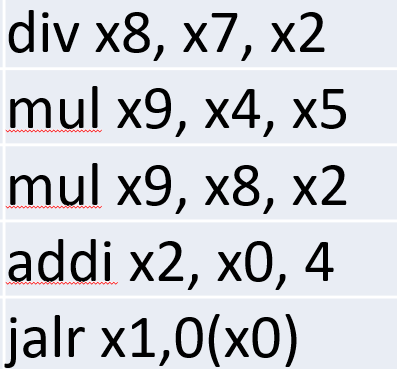 div x8, x7, x2
mul x9, x4, x5
mul x9, x8, x2
addi x2, x0, 4
jalr x1,0(x0)